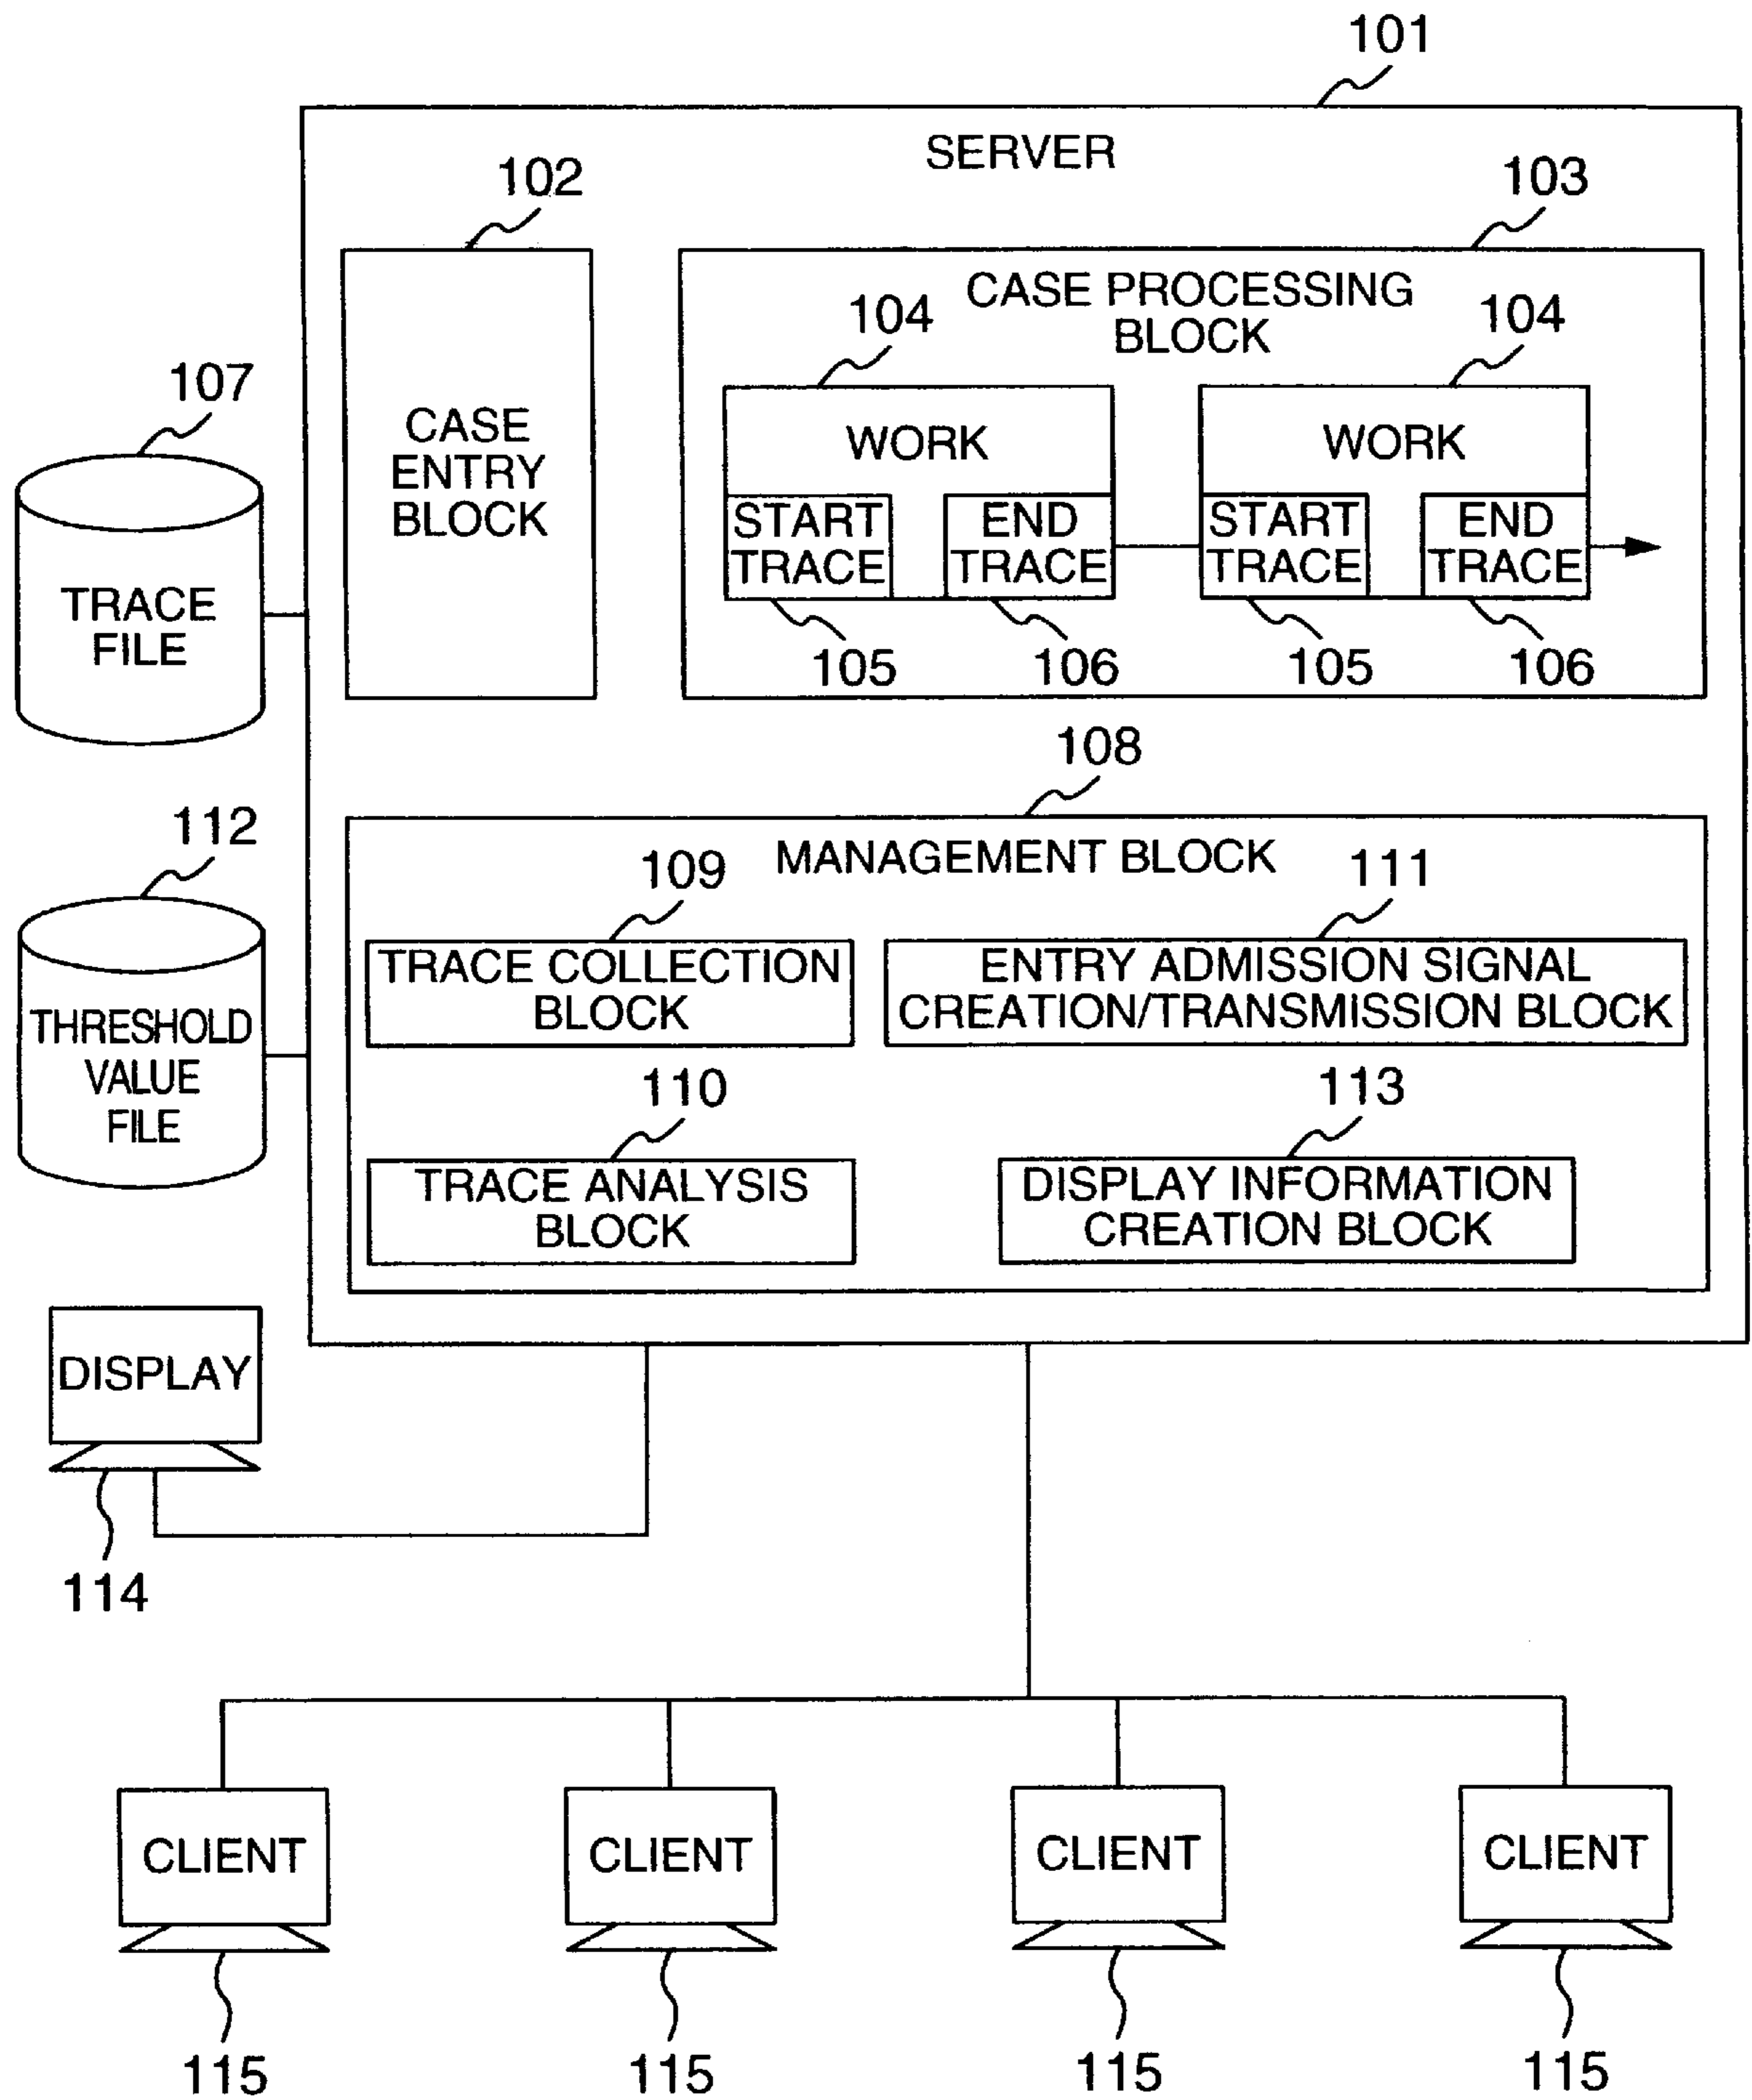 101
SERVER
102
103
CASE PROCESSING
BLOCK
104
104
107
CASE
ENTRY
BLOCK
WORK
WORK
START
TRACE
END
TRACE
START
TRACE
END
TRACE
TRACE
FILE
105
106
105
106
108
112
MANAGEMENT BLOCK
109
111
TRACE COLLECTION
BLOCK
ENTRY ADMISSION SIGNAL
CREATION/TRANSMISSION BLOCK
THRESHOLD
VALUE
FILE
110
113
TRACE ANALYSIS
BLOCK
DISPLAY INFORMATION
CREATION BLOCK
DISPLAY
114
CLIENT
CLIENT
CLIENT
CLIENT
115
115
115
115